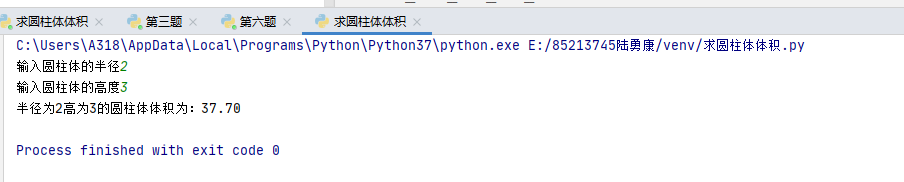 求圆柱体体积 第三题 第六题 求圆柱体体积
C:\Users\A318\AppData\Local\Programs\Python\Python37\python.exe E:/85213745陆勇康/venv/求圆柱体体积.py
输入圆柱体的半径2
输入圆柱体的高度3
半径为2高为3的圆柱体体积为：37.70
Process finished with exit code 0